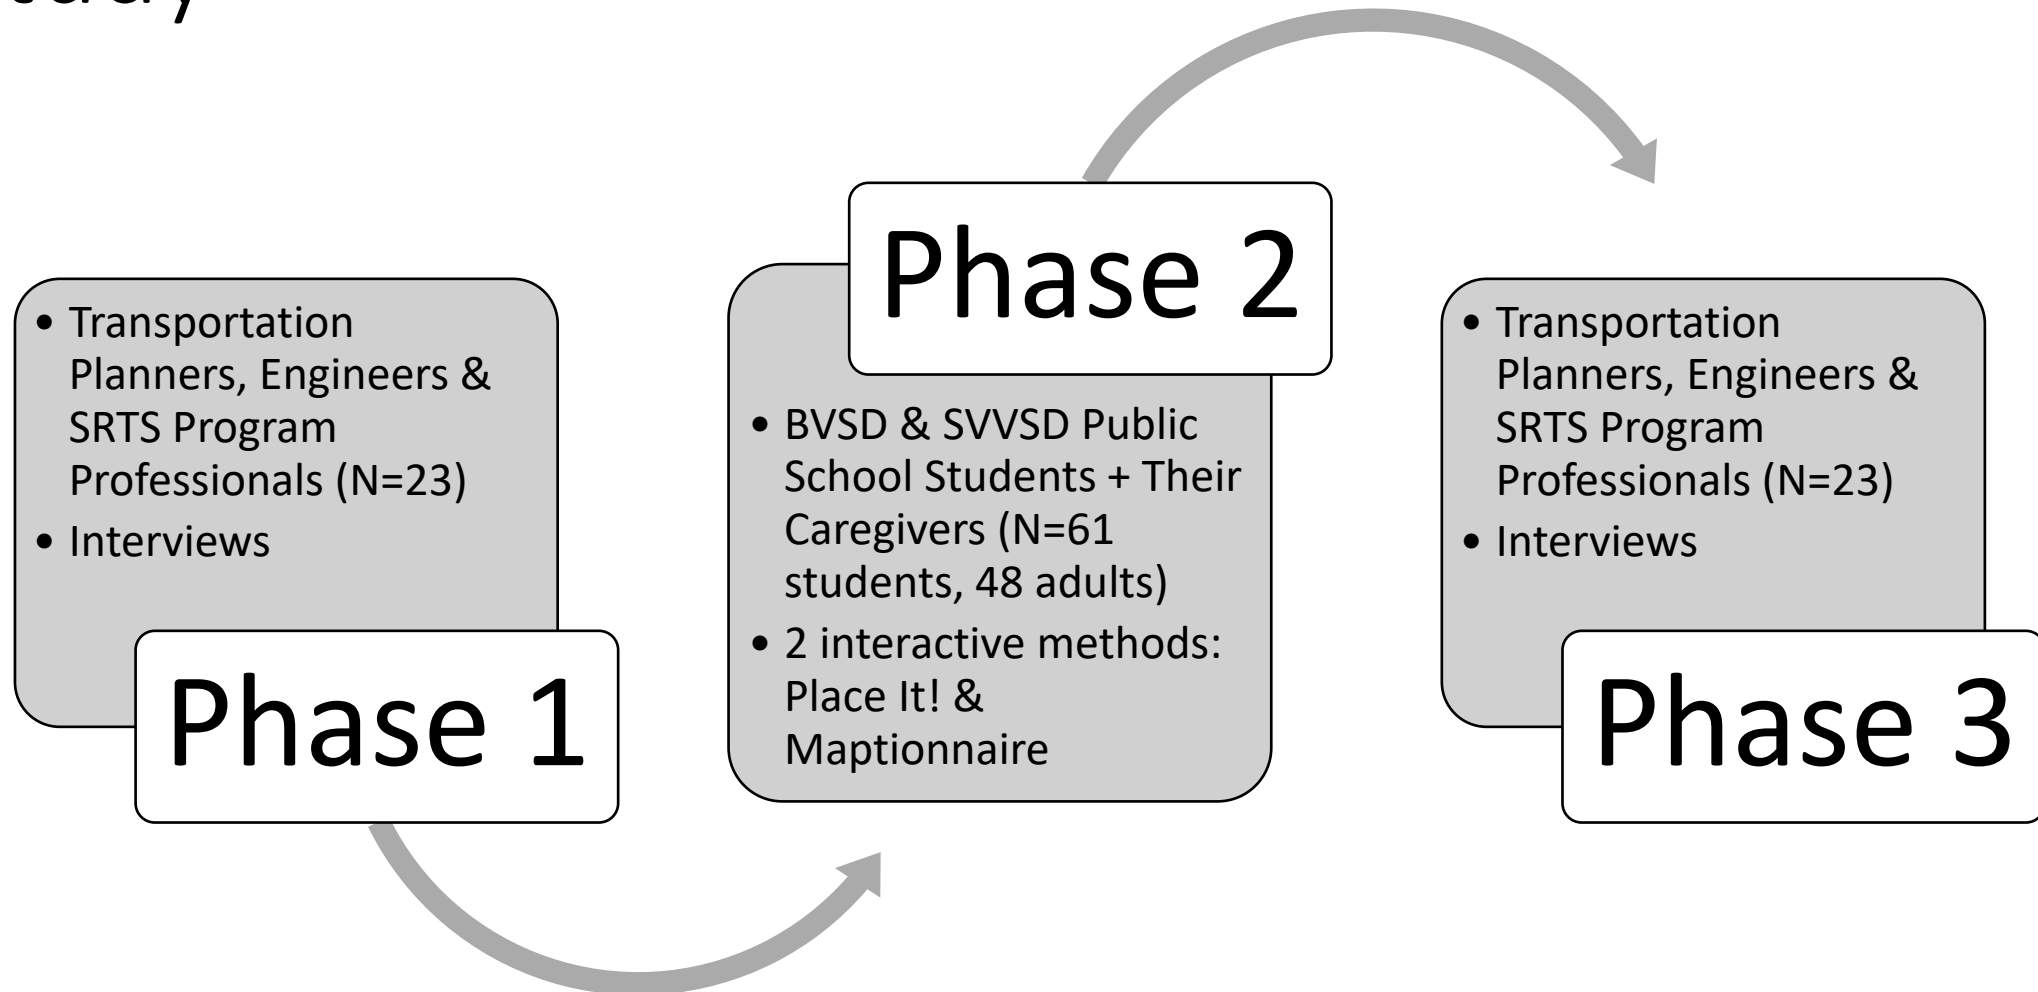 • Transportation
Planners, Engineers &
SRTS Program
Professionals (N=23)
• Interviews
Phase 1
Phase 2
• BVSD & SVVSD Public
School Students + Their
Caregivers (N=61
students, 48 adults)
• 2 interactive methods:
Place It! &
Maptionnaire
• Transportation
Planners, Engineers &
SRTS Program
Professionals (N=23)
• Interviews
Phase 3